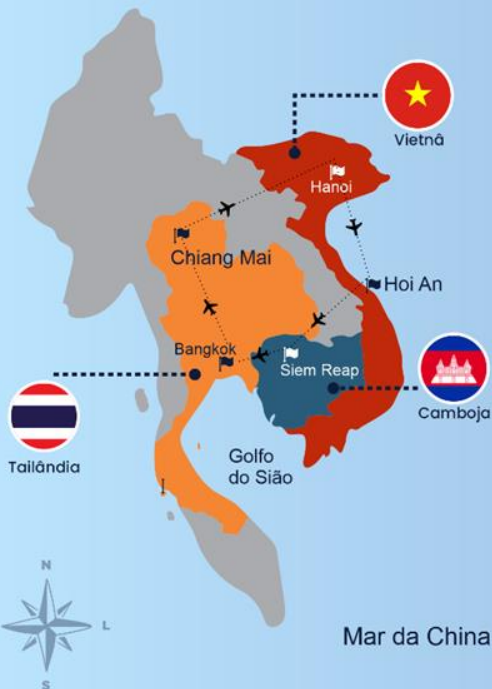 Vietnã
Hanoi
Chiang Mai
Hoi An
Bangkok
Siem Reap
Camboja
Tailândia
Golfo
do Sião
N
L
S
Mar da China